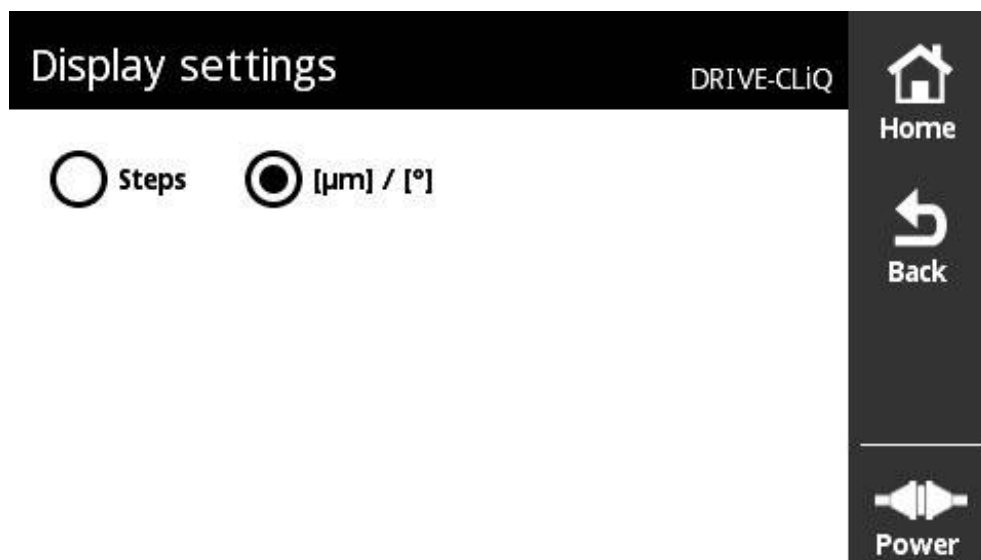 Display settings
DRIVE-CLiQ
Home
Steps
[µm] / [°]
Back
Power